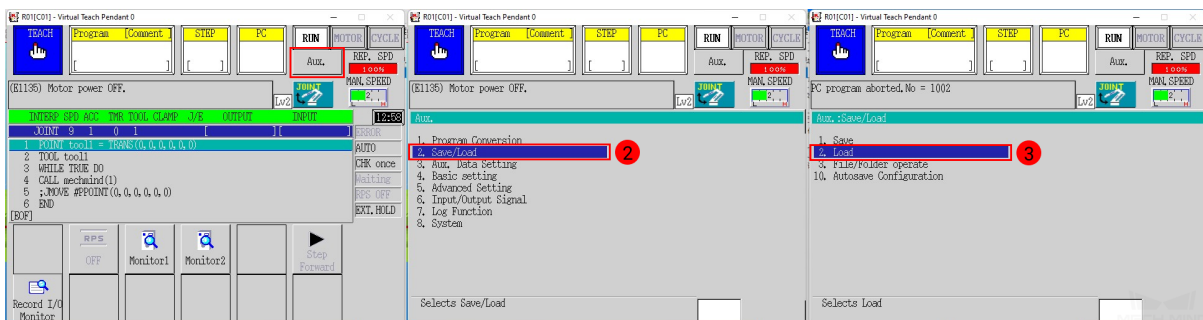 R01[C01] - Virtual Teach Pendant 0
TEACH
Program [Comment ]
[ ]
STEP
[ ]
PC
RUN
MOTOR
CYCLE
Aux.
REP. SPD
100%
(E1135) Motor power OFF.
Lv2
JOINT
MAN. SPEED
2
H
INTERP SPD ACC TMR TOOL CLAMP J/E OUTPUT INPUT
12:58
JOINT 9 1 0 1 [ ][ ]
1 POINT tool1 = TRANS(0,0,0,0,0,0)
2 TOOL tool1
3 WHILE TRUE DO
4 CALL mechmind(1)
5 ;JMOVE #PPOINT(0,0,0,0,0,0)
6 END
[EOF]
ERROR
AUTO
CHK once
Waiting
RPS OFF
EXT.HOLD
RPS
OFF
Monitor1
Monitor2
Step
Forward
Record I/O
Monitor
R01[C01] - Virtual Teach Pendant 0
TEACH
Program [Comment ]
[ ]
STEP
[ ]
PC
RUN
MOTOR
CYCLE
Aux.
REP. SPD
100%
(E1135) Motor power OFF.
Lv2
JOINT
MAN. SPEED
2
H
Aux.
1. Program Conversion
2. Save/Load
2
3. Aux. Data Setting
4. Basic setting
5. Advanced Setting
6. Input/Output Signal
7. Log Function
8. System
Selects Save/Load
R01[C01] - Virtual Teach Pendant 0
TEACH
Program [Comment ]
[ ]
STEP
[ ]
PC
RUN
MOTOR
CYCLE
Aux.
REP. SPD
100%
PC program aborted.No = 1002
Lv2
JOINT
MAN. SPEED
2
H
Aux.:Save/Load
1. Save
2. Load
3
3. File/Folder operate
10. Autosave Configuration
Selects Load
MECH MIND